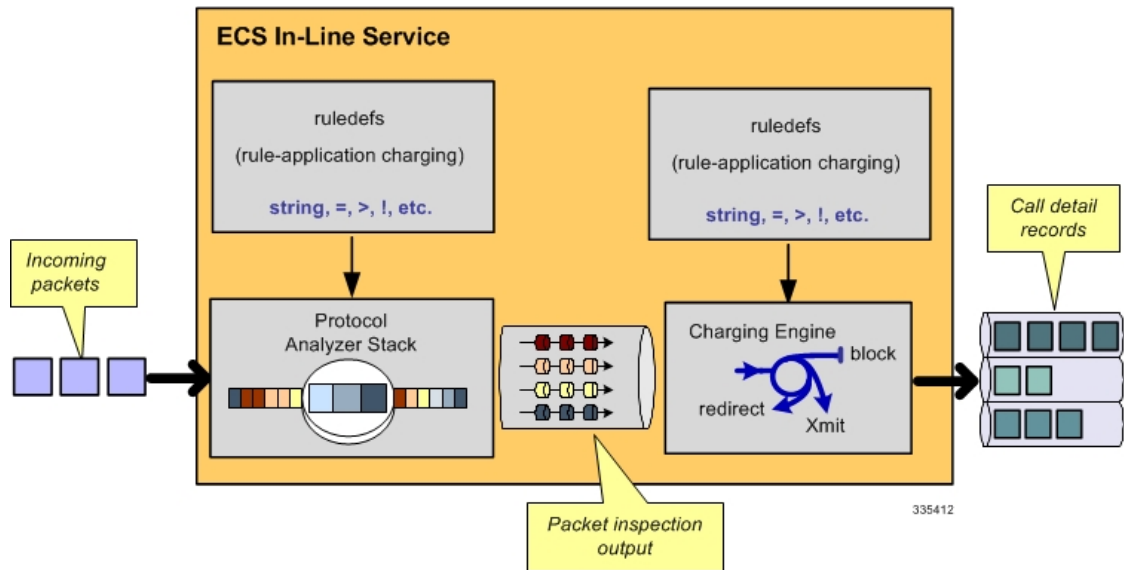 ECS In-Line Service
ruledefs
(rule-application charging)
string, =, >, !, etc.
ruledefs
(rule-application charging)
string, =, >, !, etc.
Incoming
packets
Call detail
records
Protocol
Analyzer Stack
Charging Engine
block
redirect
Xmit
Packet inspection
output
335412